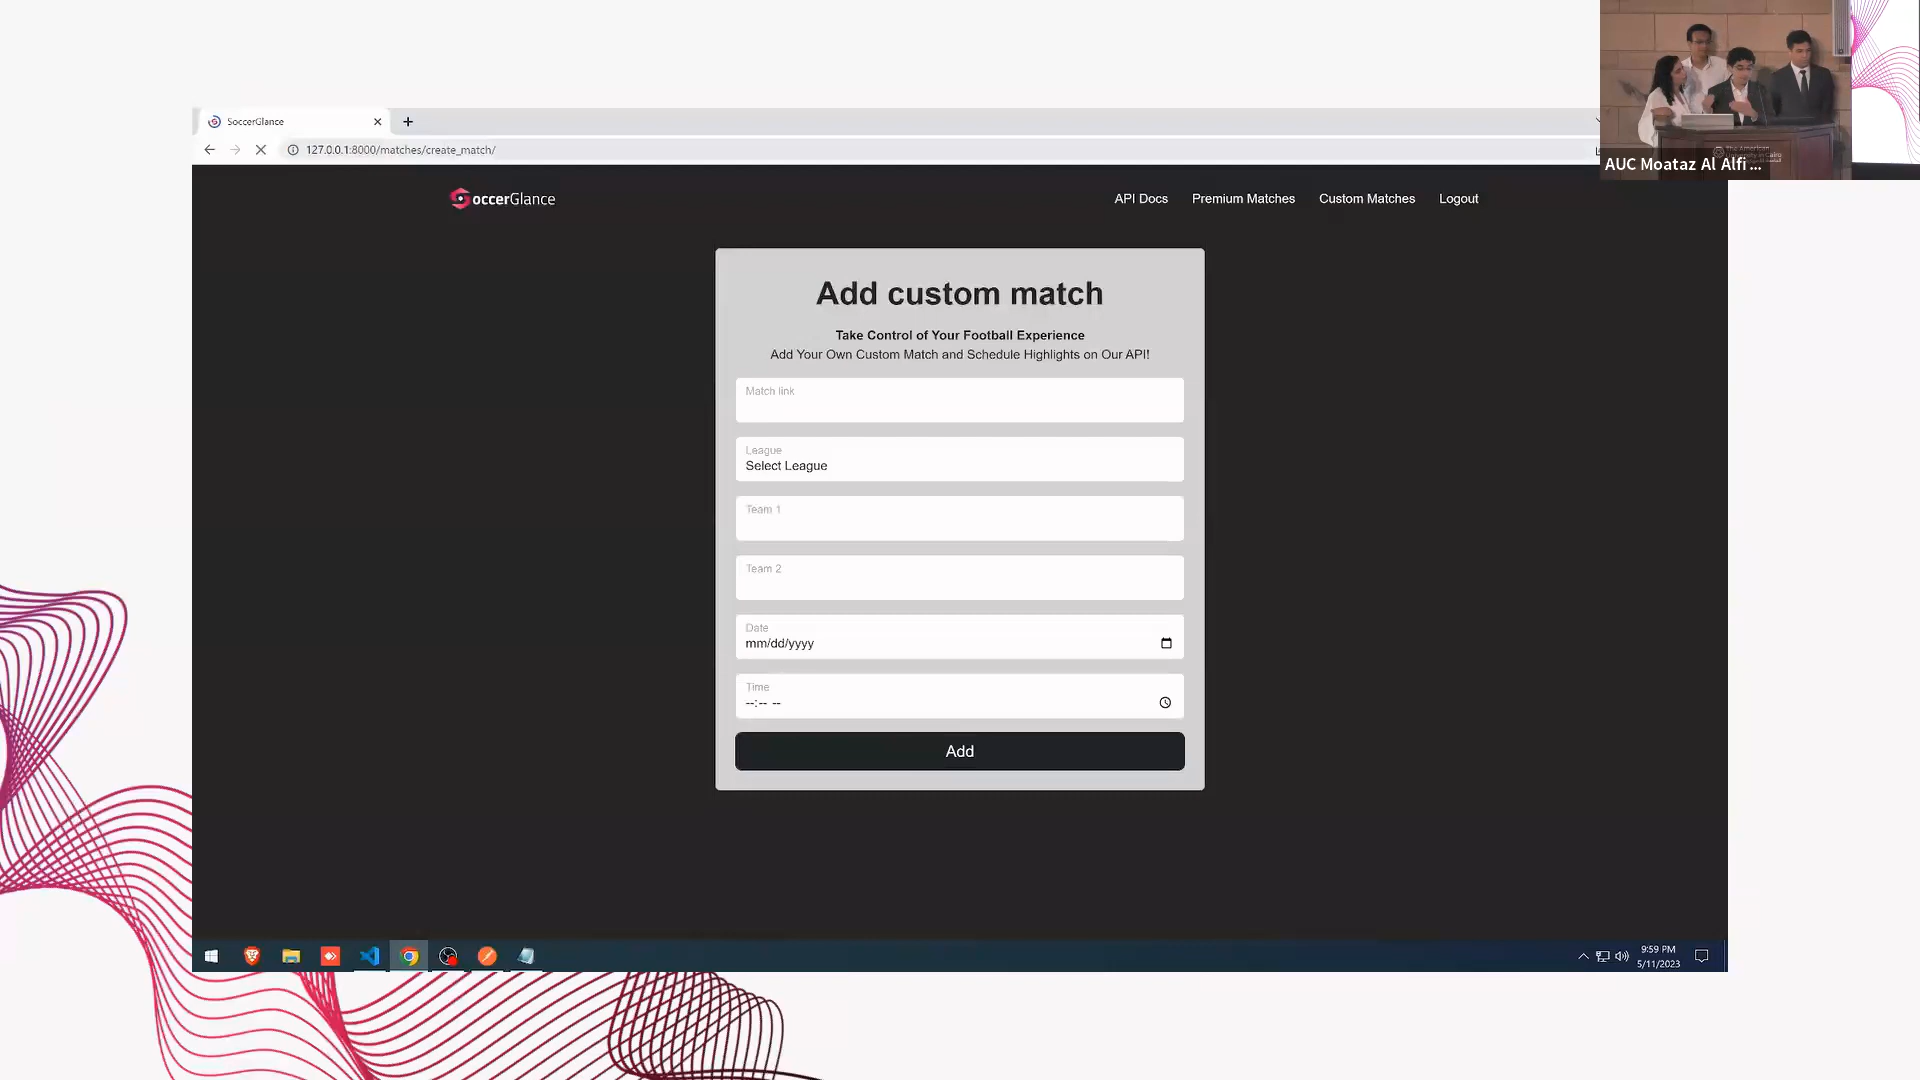 SoccerGlance
127.0.0.1:8000/matches/create_match/
occerGlance
API Docs
Premium Matches
Custom Matches
Logout
Add custom match
Take Control of Your Football Experience
Add Your Own Custom Match and Schedule Highlights on Our API!
Match link
League
Select League
Team 1
Team 2
Date
mm/dd/yyyy
Time
--:-- --
Add
9:59 PM
5/11/2023
The American
AUC Moataz Al Alfi ...